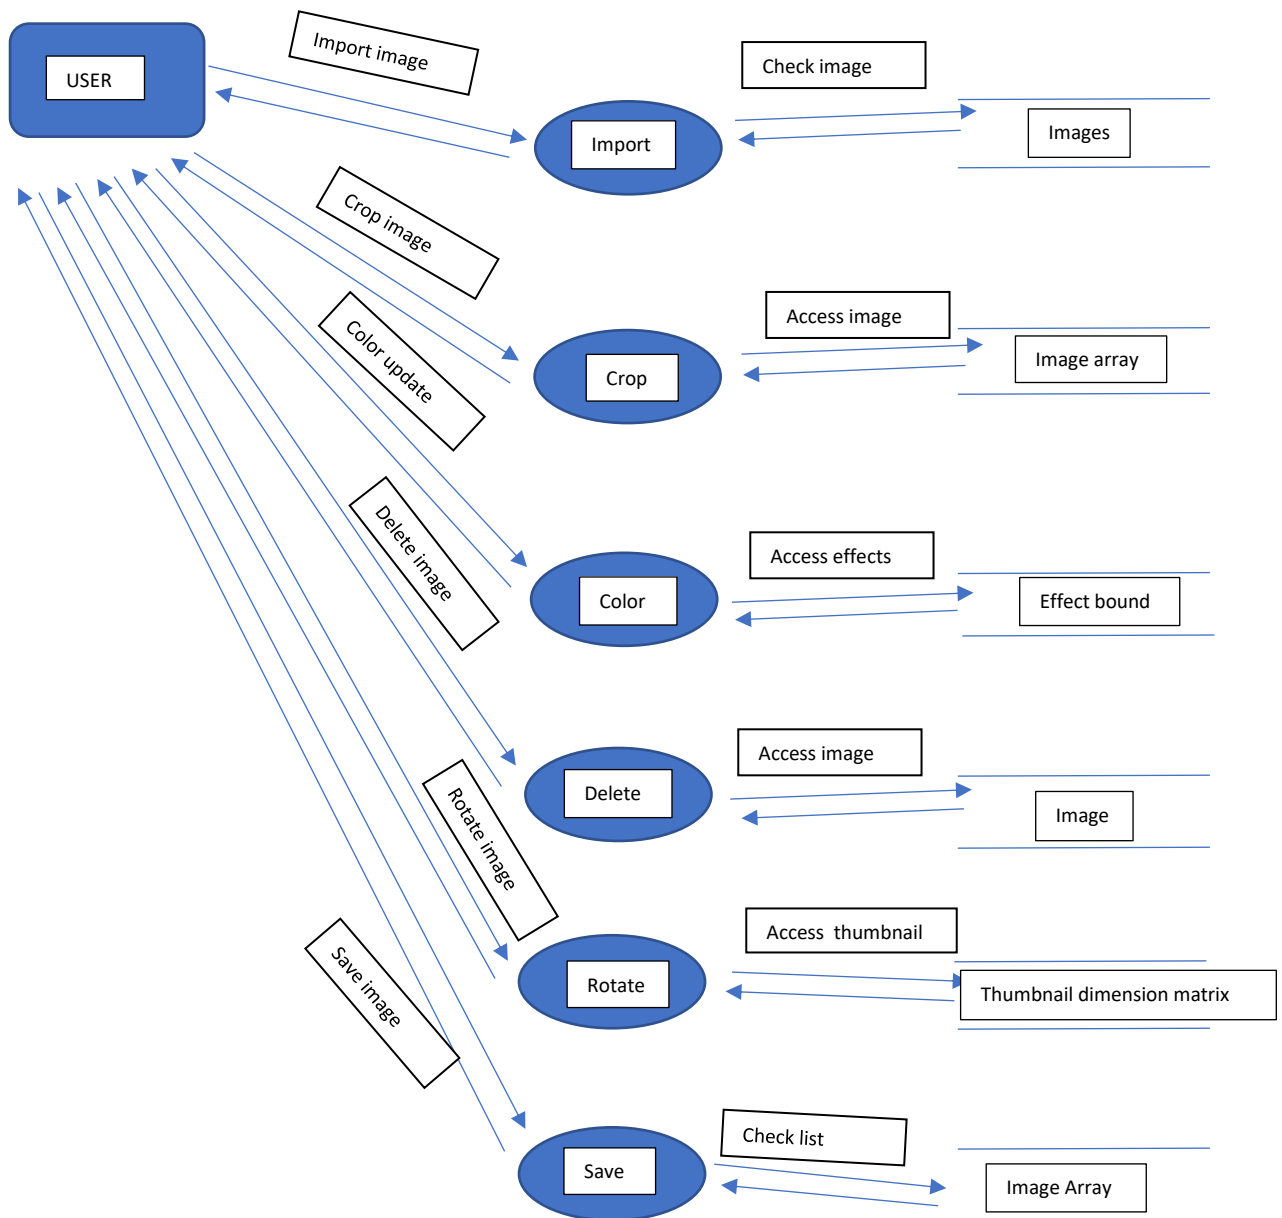 USER
Import image
Check image
Import
Images
Crop image
Access image
Crop
Image array
Color update
Access effects
Color
Effect bound
Delete image
Access image
Delete
Image
Rotate image
Access  thumbnail
Rotate
Thumbnail dimension matrix
Save image
Check list
Save
Image Array